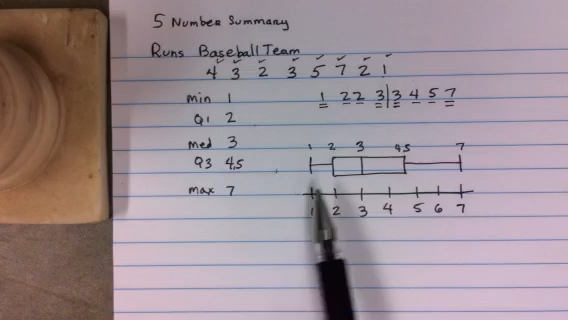 5 Number Summary
Runs Baseball Team
4 3 2 3 5 7 2 1
min 1
1 2 2 3 | 3 4 5 7
Q1 2
med 3
1 2 3 4.5 7
Q3 4.5
max 7
1 2 3 4 5 6 7